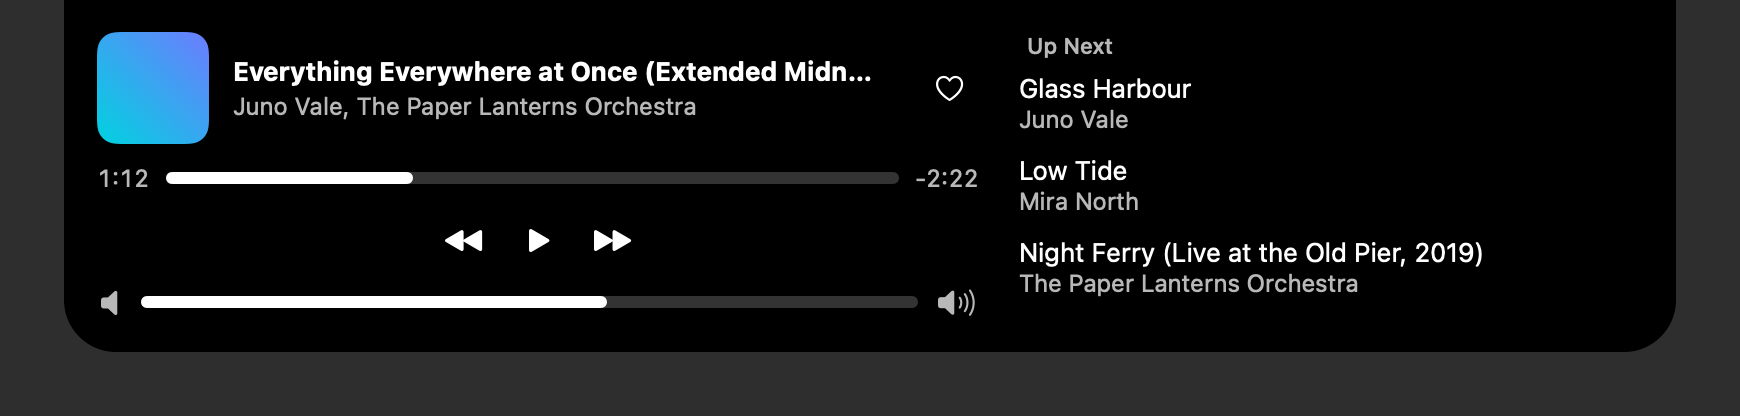 Everything Everywhere at Once (Extended Midn...
Juno Vale, The Paper Lanterns Orchestra
1:12
-2:22
Up Next
Glass Harbour
Juno Vale
Low Tide
Mira North
Night Ferry (Live at the Old Pier, 2019)
The Paper Lanterns Orchestra